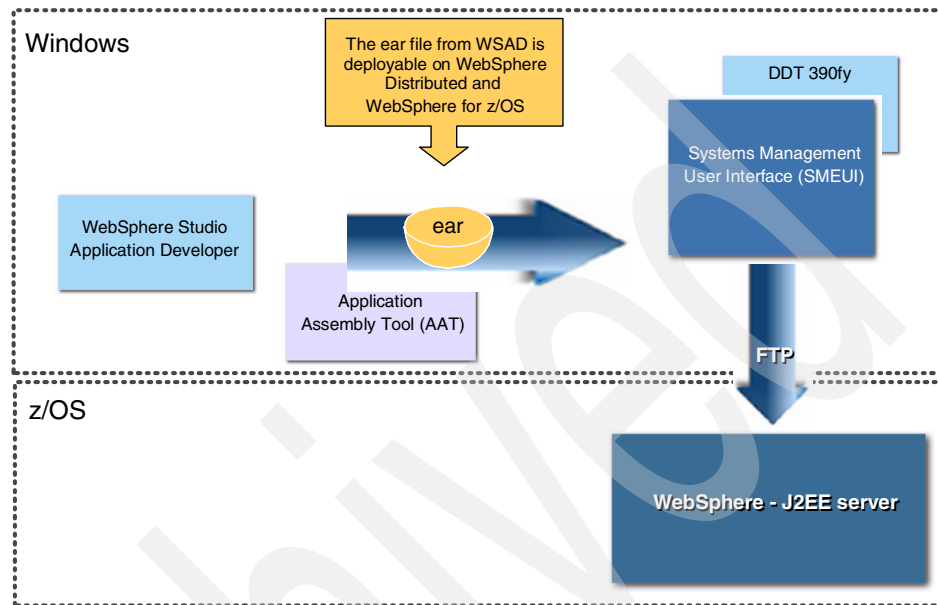 Windows
The ear file from WSAD is
deployable on WebSphere
Distributed and
WebSphere for z/OS
DDT 390fy
Systems Management
User Interface (SMEUI)
WebSphere Studio
Application Developer
ear
Application
Assembly Tool (AAT)
FTP
z/OS
WebSphere - J2EE server